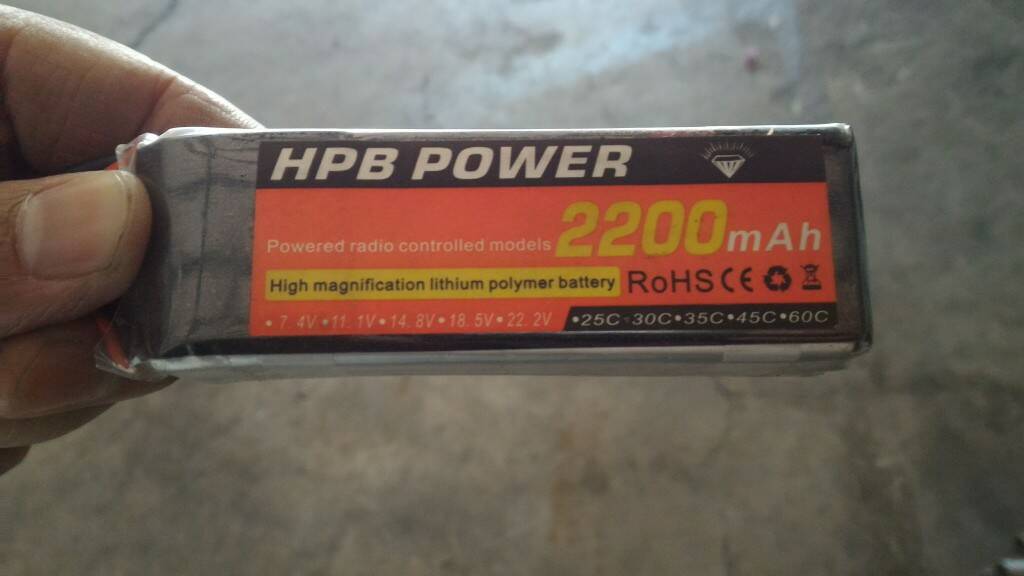 HPB POWER
Powered radio controlled models 2200mAh
High magnification lithium polymer battery RoHS CE
•7.4V•11.1V•14.8V•18.5V•22.2V •25C•30C•35C•45C•60C